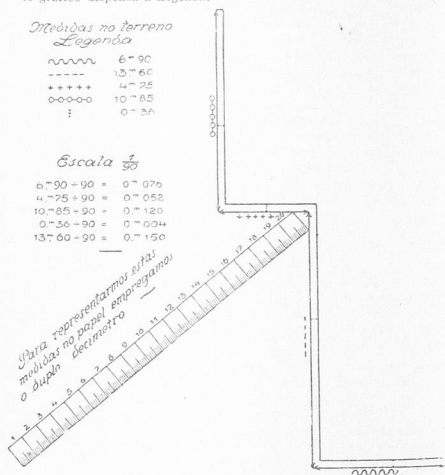 Medidas no terreno
Legenda
6m90
13m60
4m75
10m85
0m36
Escala 1/90
6m90 ÷ 90 = 0m076
4m75 ÷ 90 = 0m052
10m85 ÷ 90 = 0m120
0m36 ÷ 90 = 0m004
13m60 ÷ 90 = 0m150
Para representarmos estas
medidas no papel empregamos
o duplo decimetro
1 2 3 4 5 6 7 8 9 10 11 12 13 14 15 16 17 18 19 20